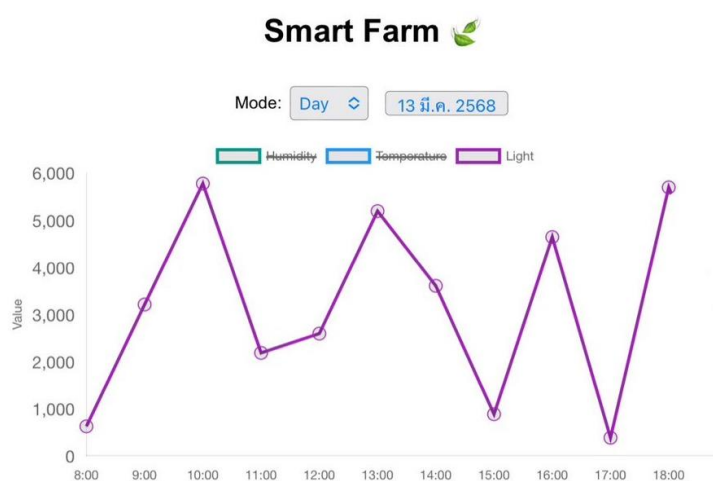 Smart Farm
Mode: Day 13 มี.ค. 2568
Humidity Temperature Light
6,000
5,000
4,000
3,000
2,000
1,000
0
Value
8:00 9:00 10:00 11:00 12:00 13:00 14:00 15:00 16:00 17:00 18:00